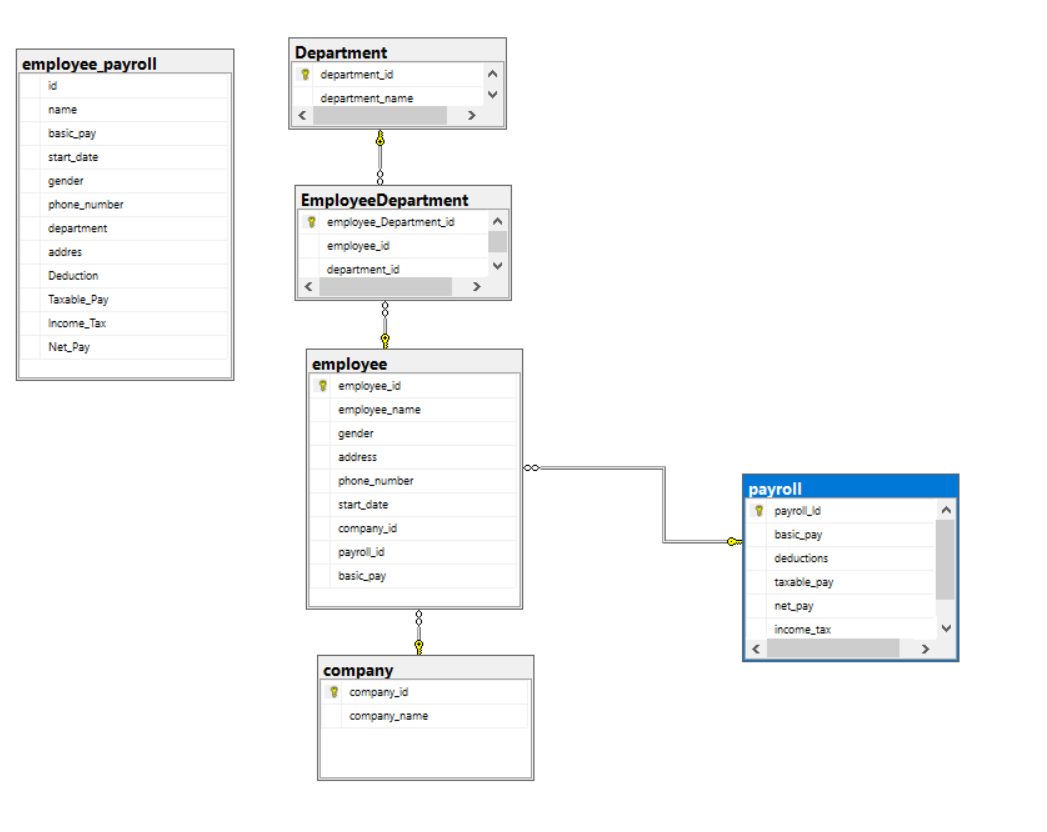 employee_payroll
id
name
basic_pay
start_date
gender
phone_number
department
addres
Deduction
Taxable_Pay
Income_Tax
Net_Pay
Department
department_id
department_name
EmployeeDepartment
employee_Department_id
employee_id
department_id
employee
employee_id
employee_name
gender
address
phone_number
start_date
company_id
payroll_id
basic_pay
payroll
payroll_Id
basic_pay
deductions
taxable_pay
net_pay
income_tax
company
company_id
company_name